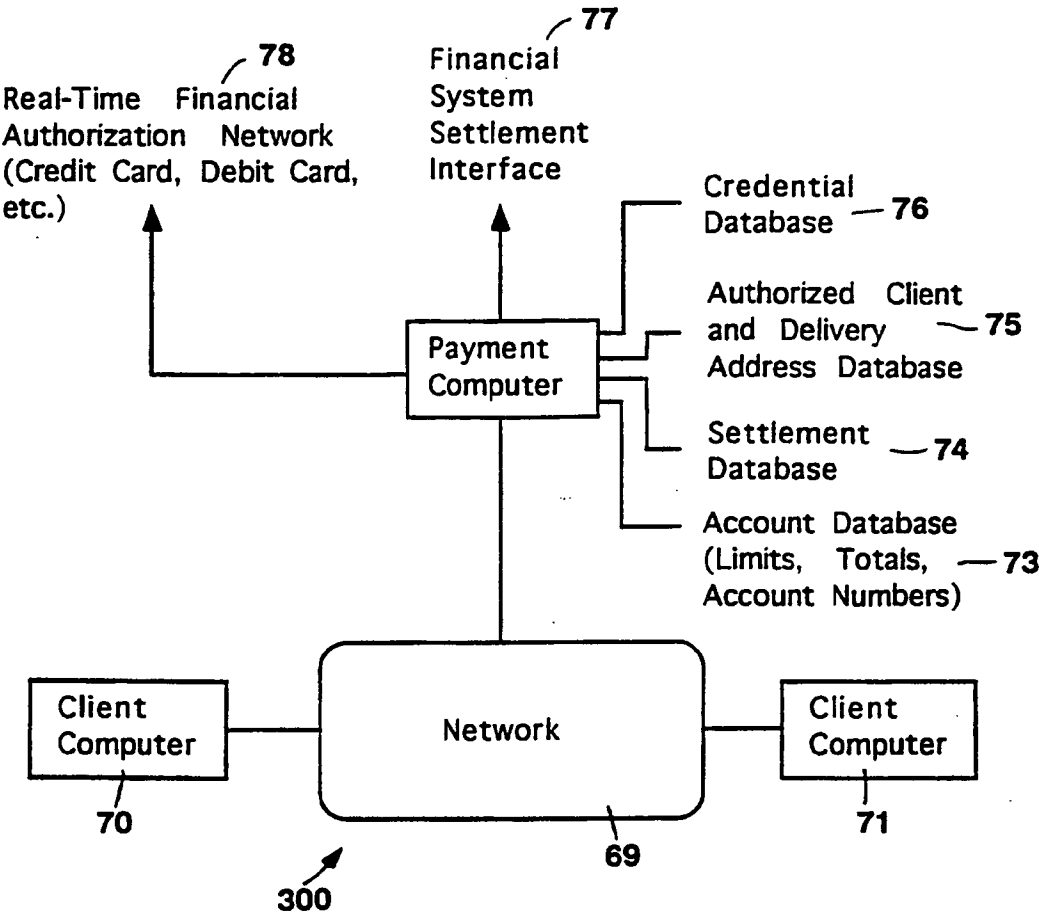 77
78
Financial
System
Settlement
Interface
Real-Time Financial
Authorization Network
(Credit Card, Debit Card,
etc.)
Credential
Database
76
Authorized Client
and Delivery
Address Database
75
Payment
Computer
Settlement
Database
74
Account Database
(Limits, Totals,
Account Numbers)
73
Client
Computer
70
Network
69
Client
Computer
71
300